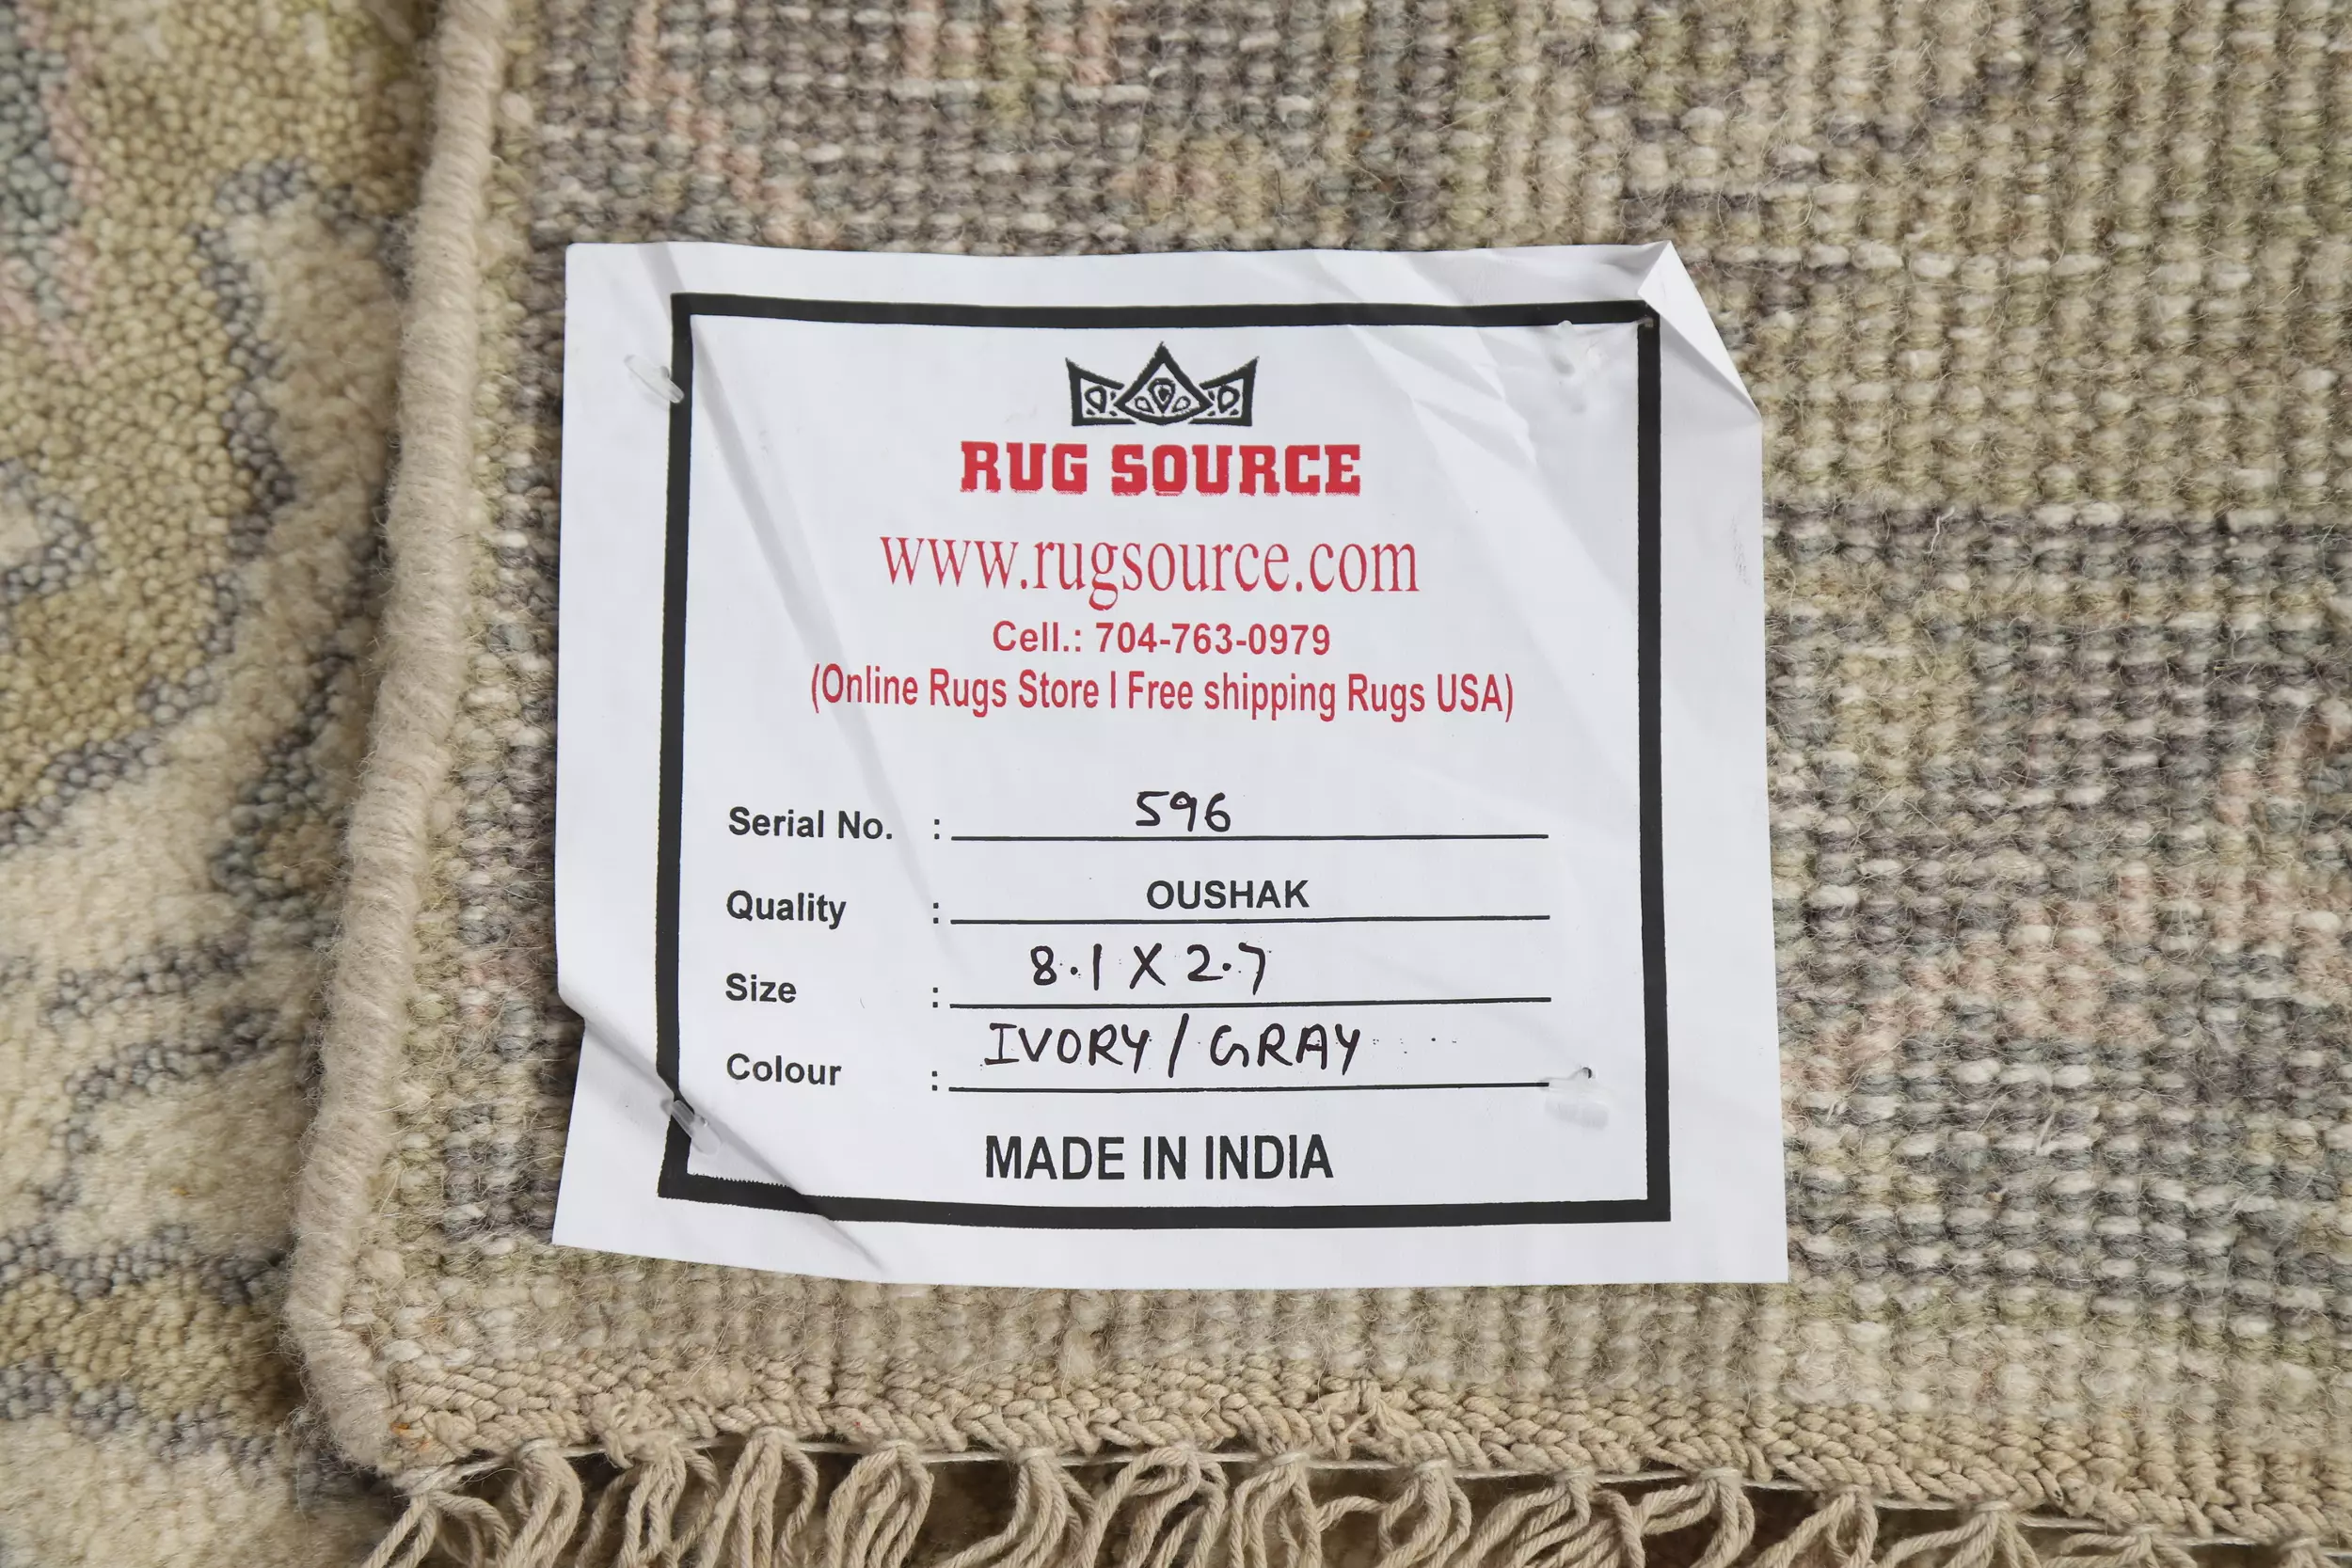 RUG SOURCE
www.rugsource.com
Cell.: 704-763-0979
(Online Rugs Store I Free shipping Rugs USA)
Serial No. : 596
Quality : OUSHAK
Size : 8.1 X 2.7
Colour : IVORY / GRAY
MADE IN INDIA